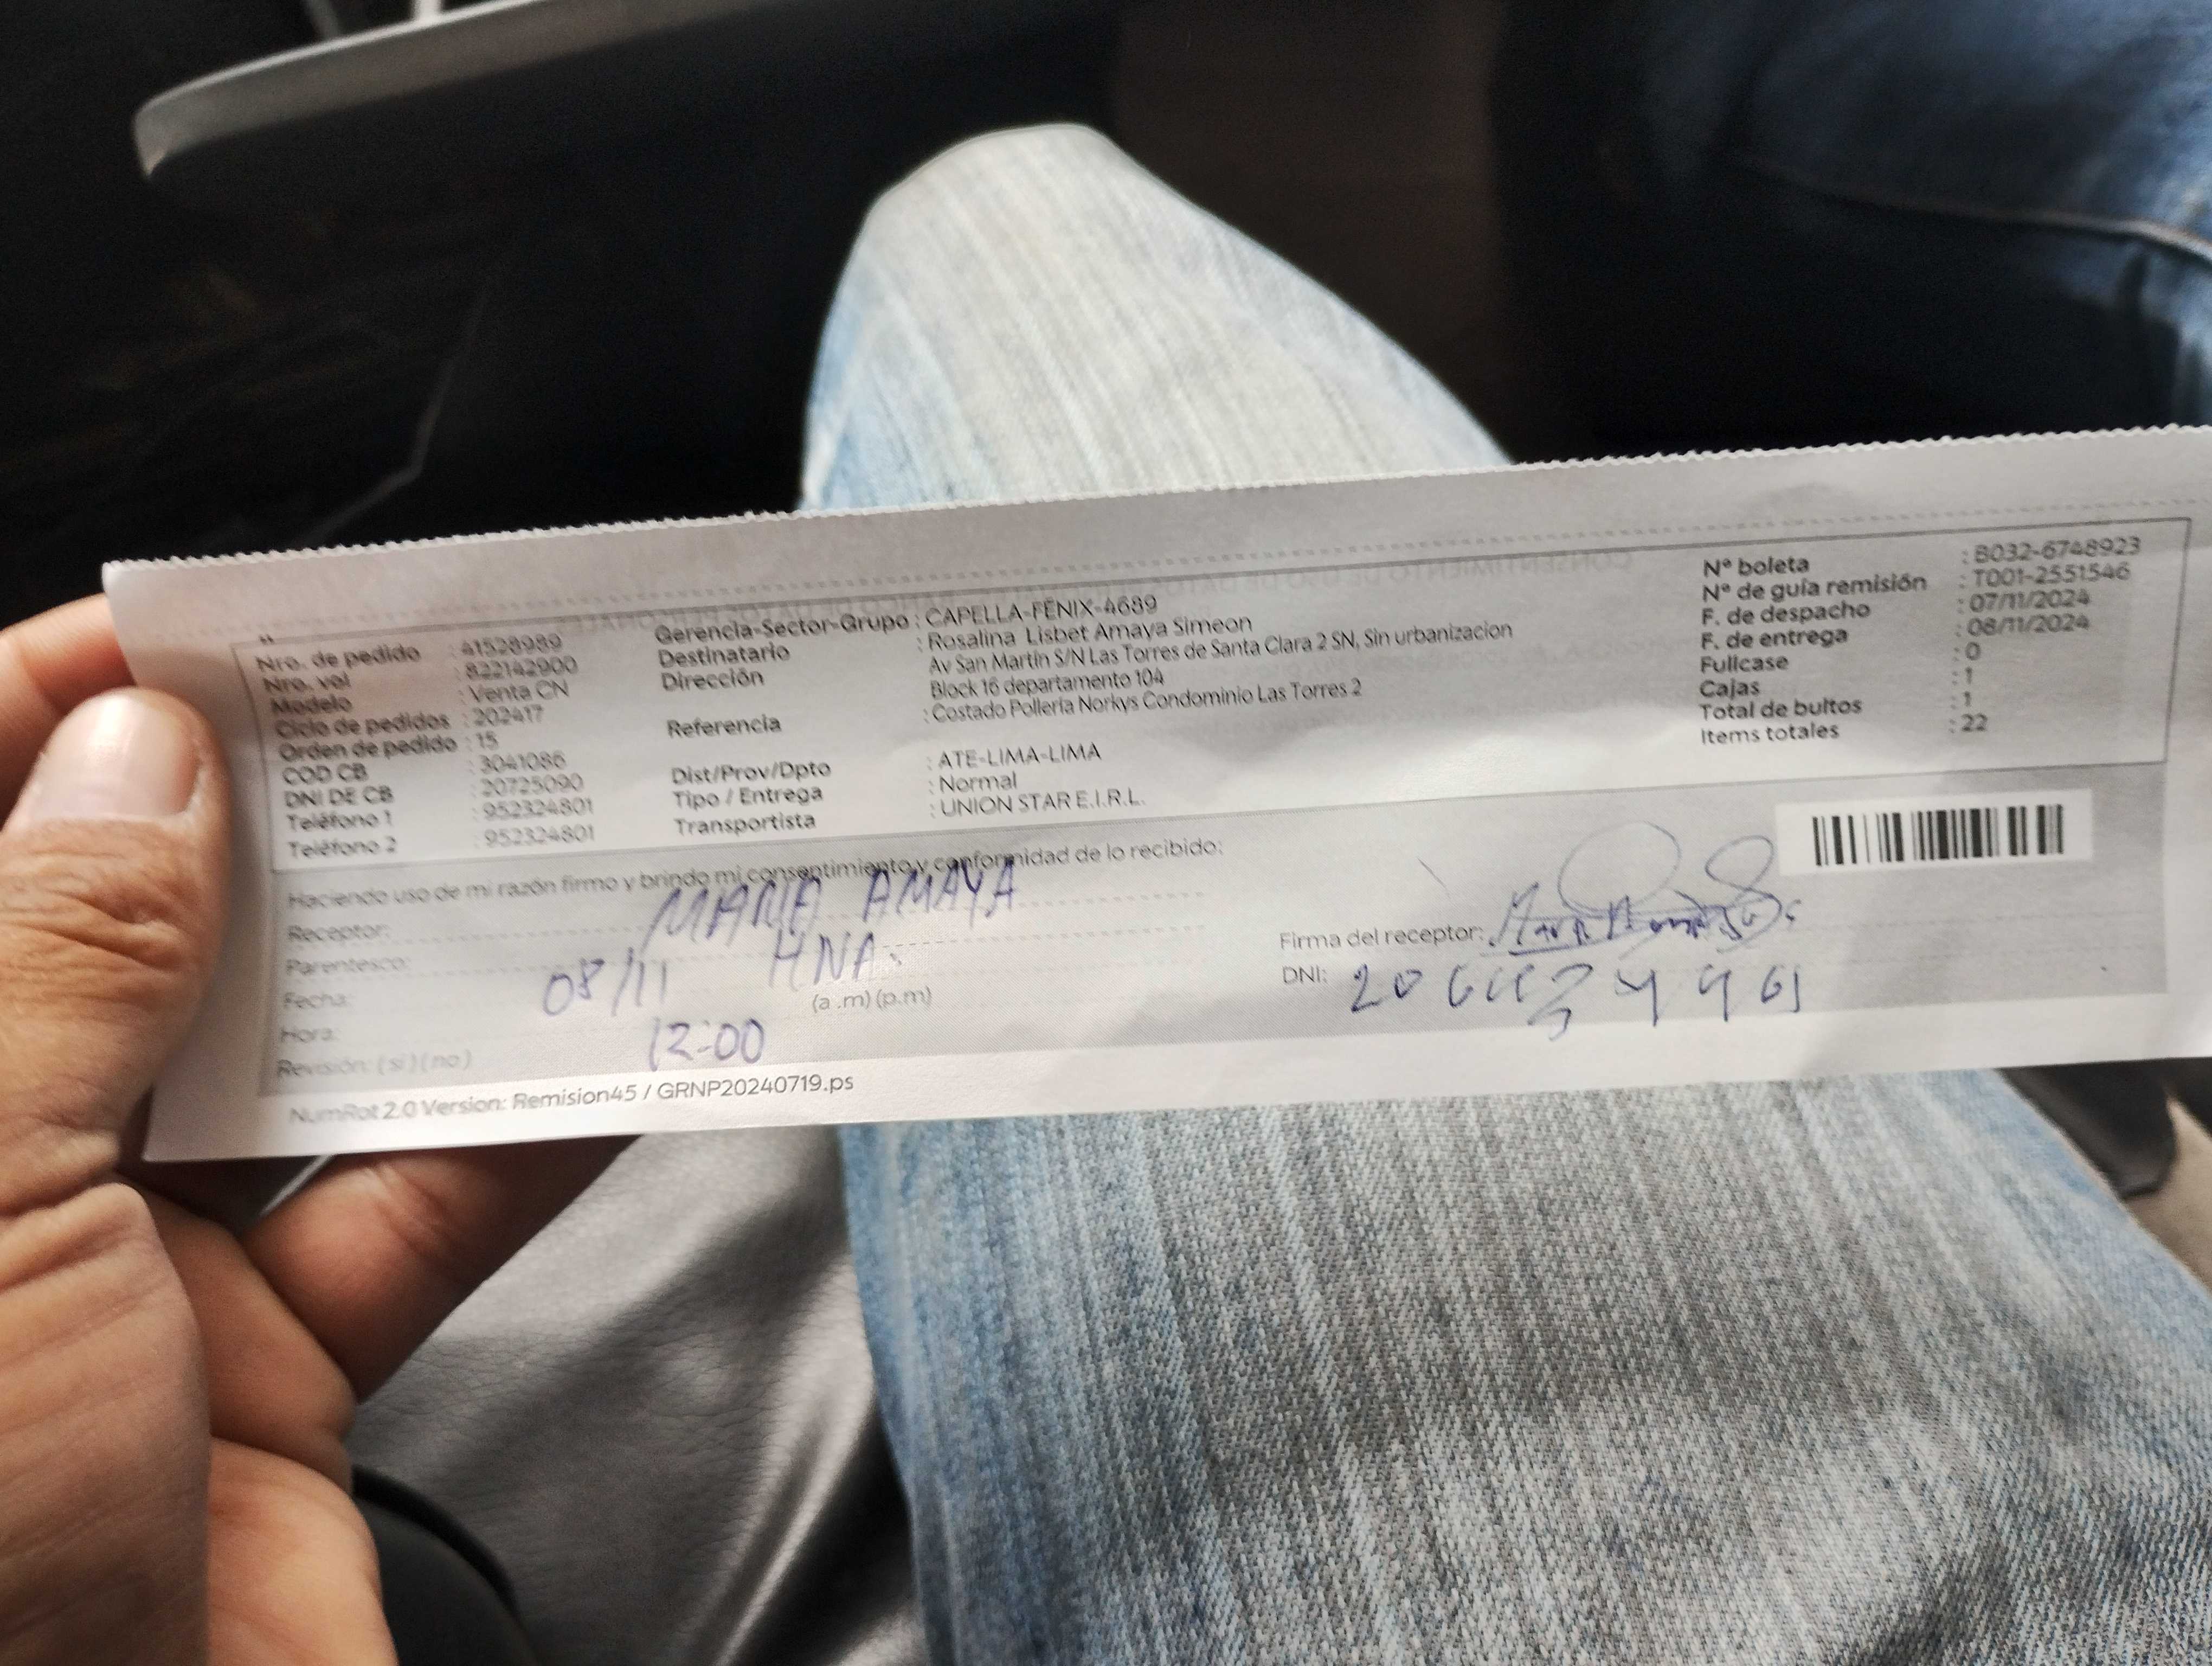 Nro. de pedido : 41528989
Nro. vol : 822142900
Modelo : Venta CN
Ciclo de pedidos : 202417
Orden de pedido : 15
COD CB : 3041086
DNI DE CB : 20725090
Teléfono 1 : 952324801
Teléfono 2 : 952324801
Gerencia-Sector-Grupo : CAPELLA-FÉNIX-4689
Destinatario : Rosalina Lisbet Amaya Simeon
Dirección Av San Martin S/N Las Torres de Santa Clara 2 SN, Sin urbanizacion
Block 16 departamento 104
Referencia : Costado Polleria Norkys Condominio Las Torres 2
Dist/Prov/Dpto : ATE-LIMA-LIMA
Tipo / Entrega : Normal
Transportista : UNION STAR E.I.R.L.
N° boleta : B032-6748923
N° de guía remisión : T001-2551546
F. de despacho : 07/11/2024
F. de entrega : 08/11/2024
Fullcase : 0
Cajas : 1
Total de bultos : 1
Items totales : 22
Haciendo uso de mi razón firmo y brindo mi consentimiento y conformidad de lo recibido:
Receptor: MARIA AMAYA
Parentesco: HNA.
Fecha: 08/11
Hora: 12:00 (a.m) (p.m)
Revisión: (si) (no)
Firma del receptor:
DNI:
NumRot 2.0 Version: Remision45 / GRNP20240719.ps